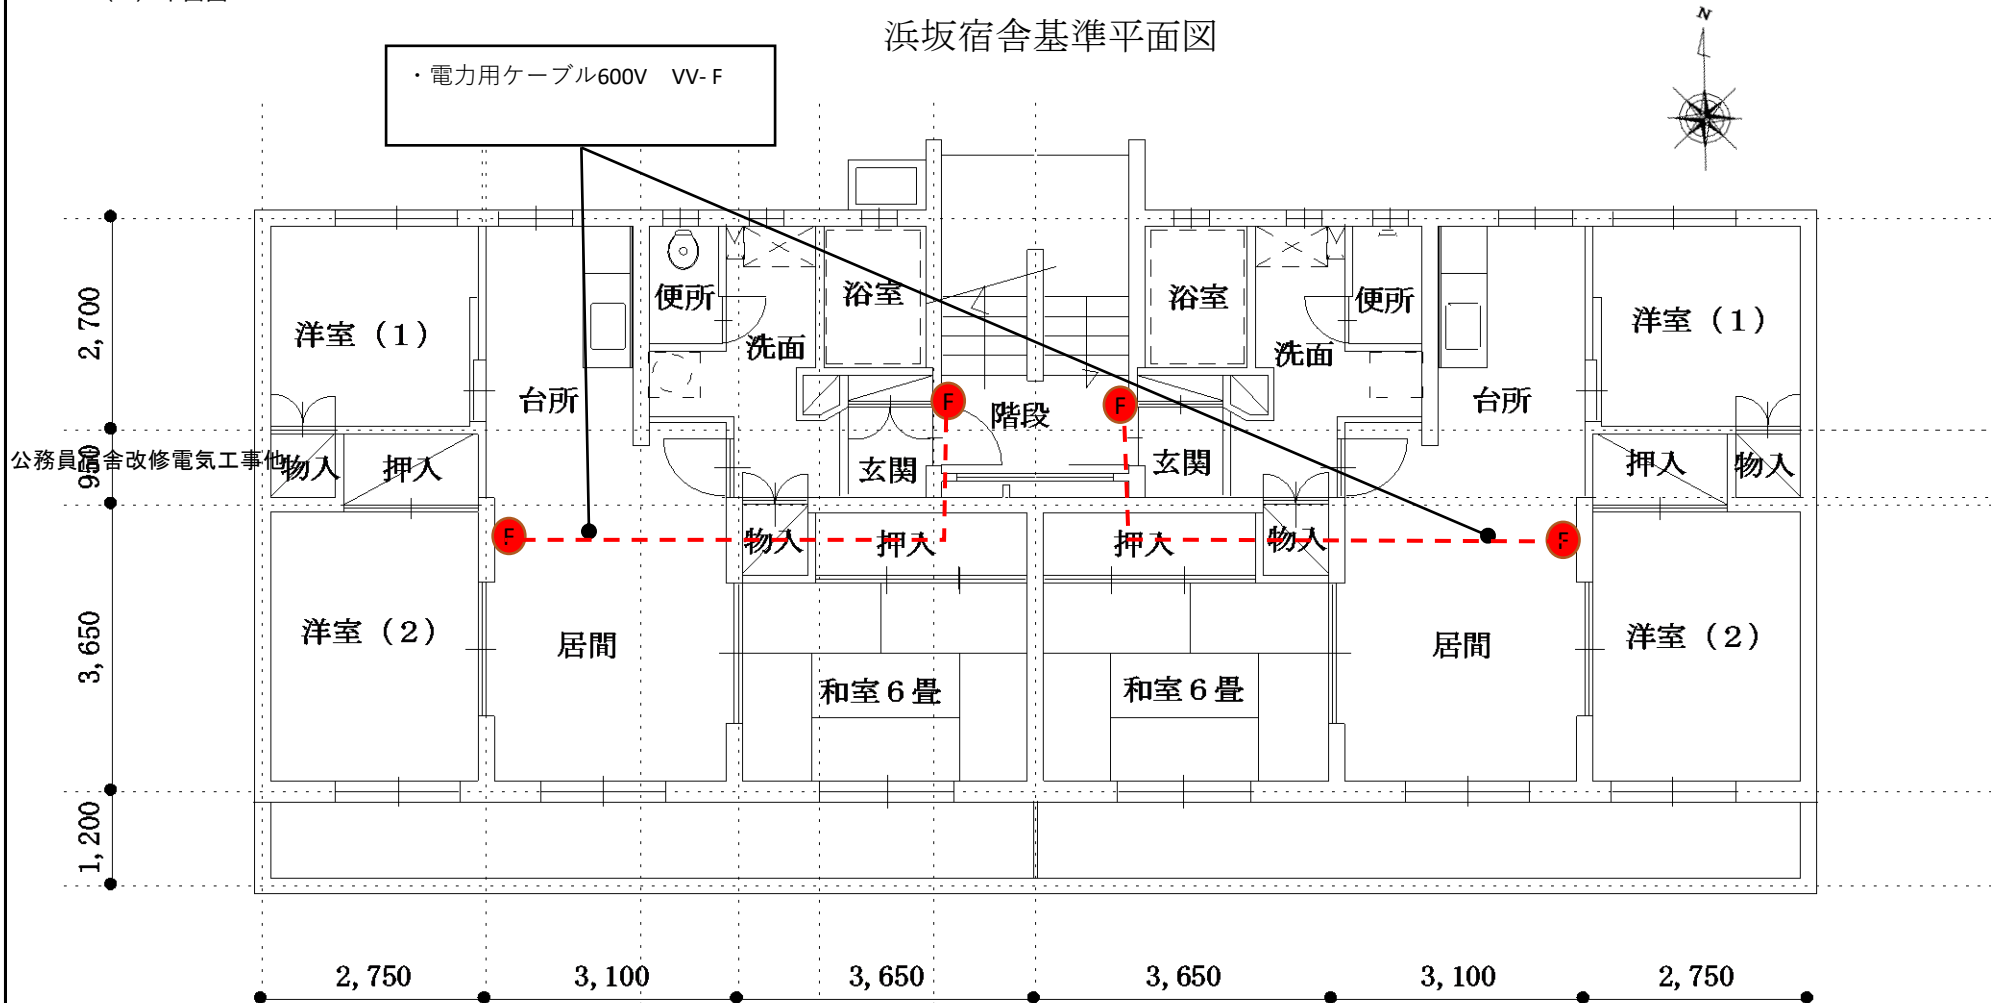 浜坂宿舎基準平面図
N
・電力用ケーブル600V　VV-F
2,700
950
3,650
1,200
公務員宿舎改修電気工事他
洋室（1）
台所
便所
洗面
浴室
階段
浴室
洗面
便所
台所
洋室（1）
F
F
物入
押入
玄関
玄関
押入
物入
F
物入
押入
押入
物入
F
洋室（2）
居間
和室６畳
和室６畳
居間
洋室（2）
2,750
3,100
3,650
3,650
3,100
2,750